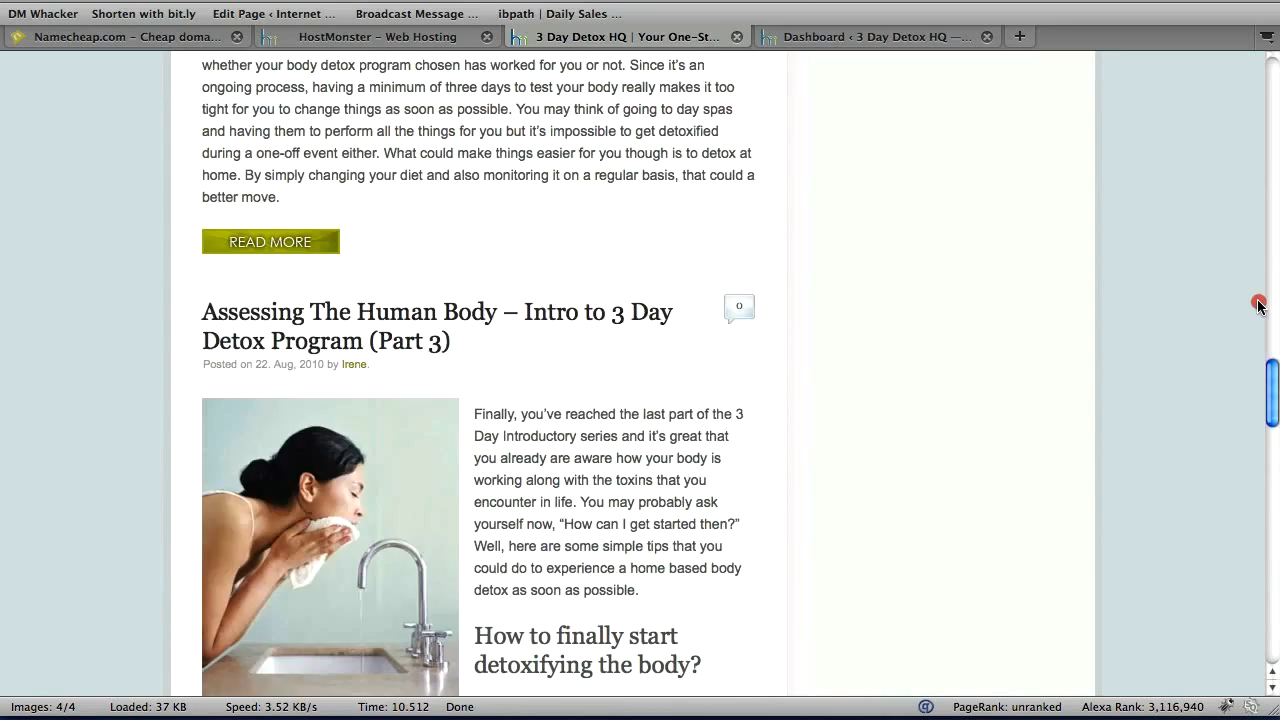 DM Whacker Shorten with bit.ly Edit Page ‹ Internet ... Broadcast Message ... ibpath | Daily Sales ...
Namecheap.com – Cheap doma... HostMonster – Web Hosting 3 Day Detox HQ | Your One-St... Dashboard ‹ 3 Day Detox HQ —...
whether your body detox program chosen has worked for you or not. Since it's an
ongoing process, having a minimum of three days to test your body really makes it too
tight for you to change things as soon as possible. You may think of going to day spas
and having them to perform all the things for you but it's impossible to get detoxified
during a one-off event either. What could make things easier for you though is to detox at
home. By simply changing your diet and also monitoring it on a regular basis, that could a
better move.
READ MORE
Assessing The Human Body – Intro to 3 Day
Detox Program (Part 3)
0
Posted on 22. Aug, 2010 by Irene.
Finally, you've reached the last part of the 3
Day Introductory series and it's great that
you already are aware how your body is
working along with the toxins that you
encounter in life. You may probably ask
yourself now, “How can I get started then?”
Well, here are some simple tips that you
could do to experience a home based body
detox as soon as possible.
How to finally start
detoxifying the body?
Images: 4/4 Loaded: 37 KB Speed: 3.52 KB/s Time: 10.512 Done @ PageRank: unranked Alexa Rank: 3,116,940